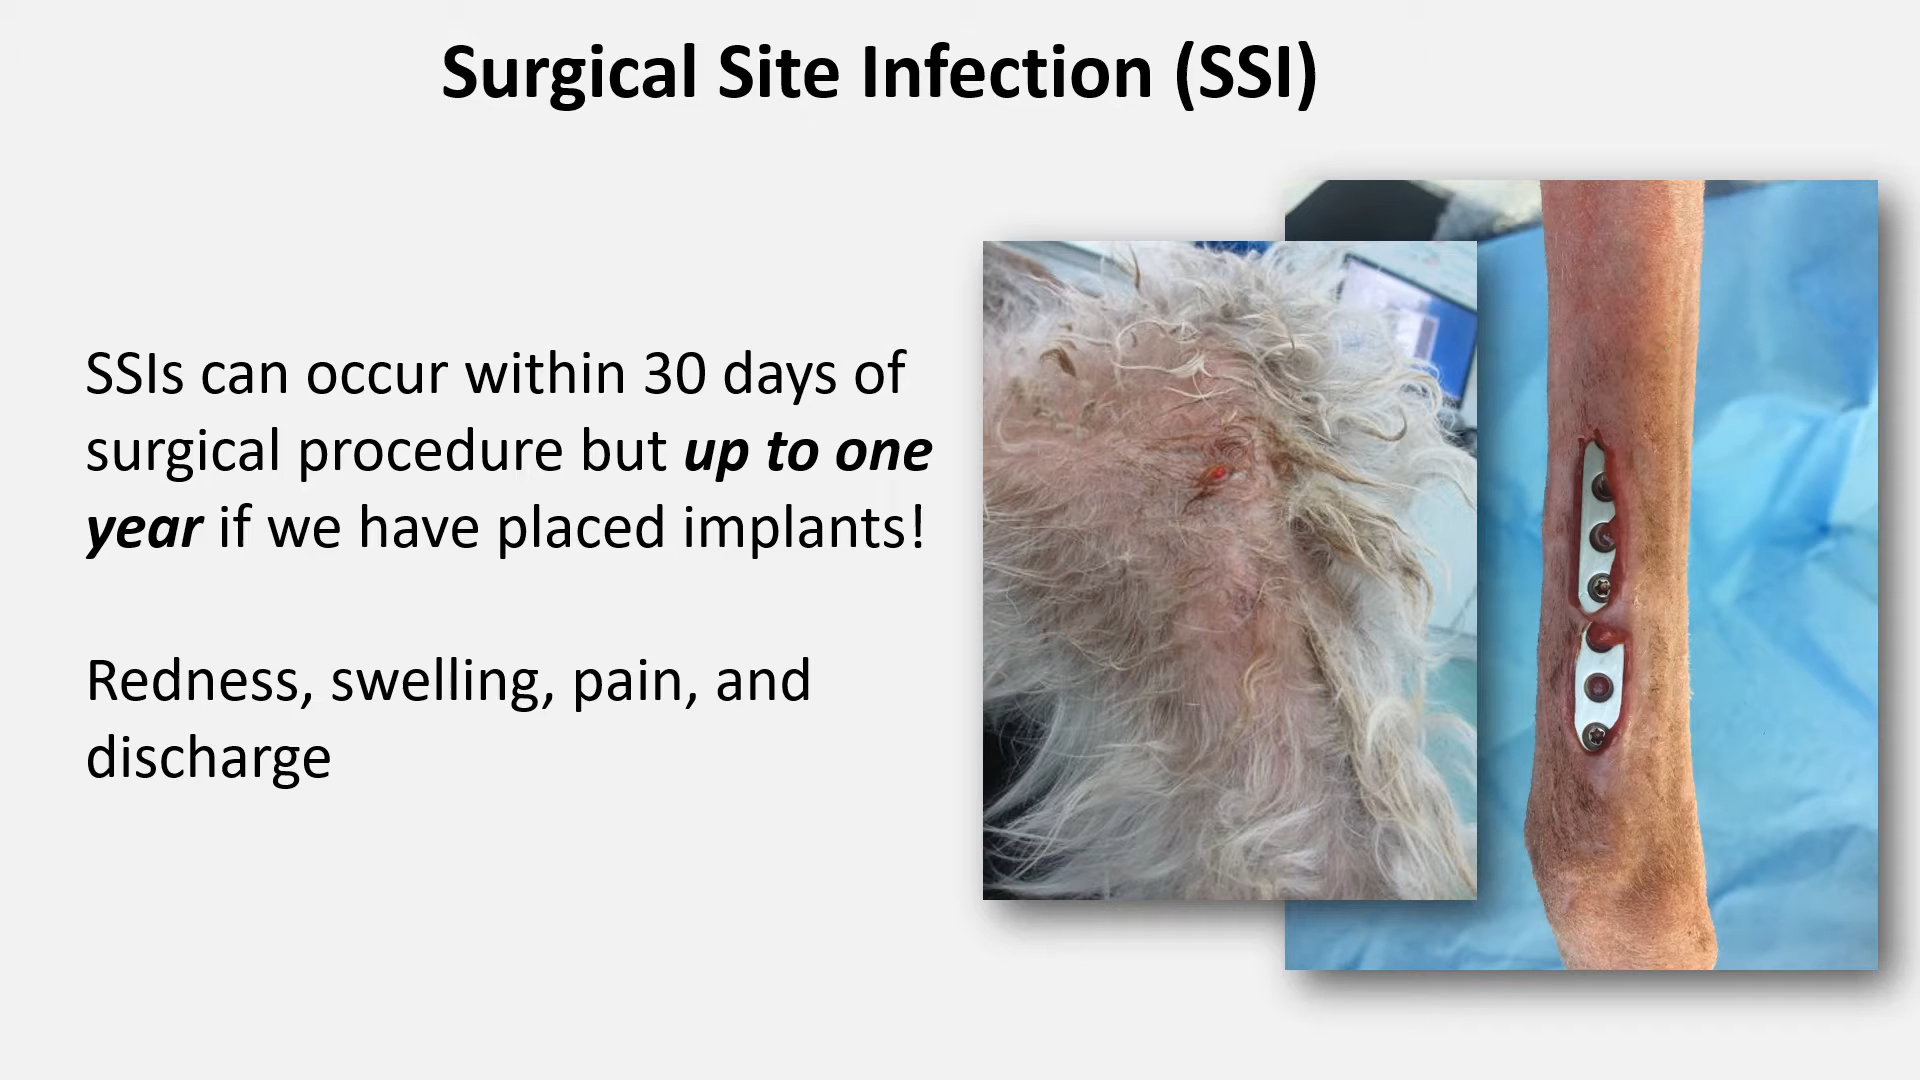 Surgical Site Infection (SSI)
SSIs can occur within 30 days of
surgical procedure but up to one
year if we have placed implants!
Redness, swelling, pain, and
discharge